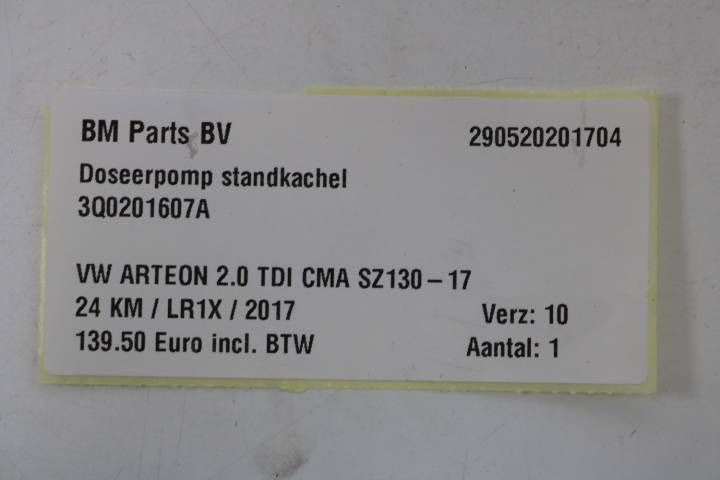 BM Parts BV 290520201704
Doseerpomp standkachel
3Q0201607A
VW ARTEON 2.0 TDI CMA SZ130 – 17
24 KM / LR1X / 2017 Verz: 10
139.50 Euro incl. BTW Aantal: 1